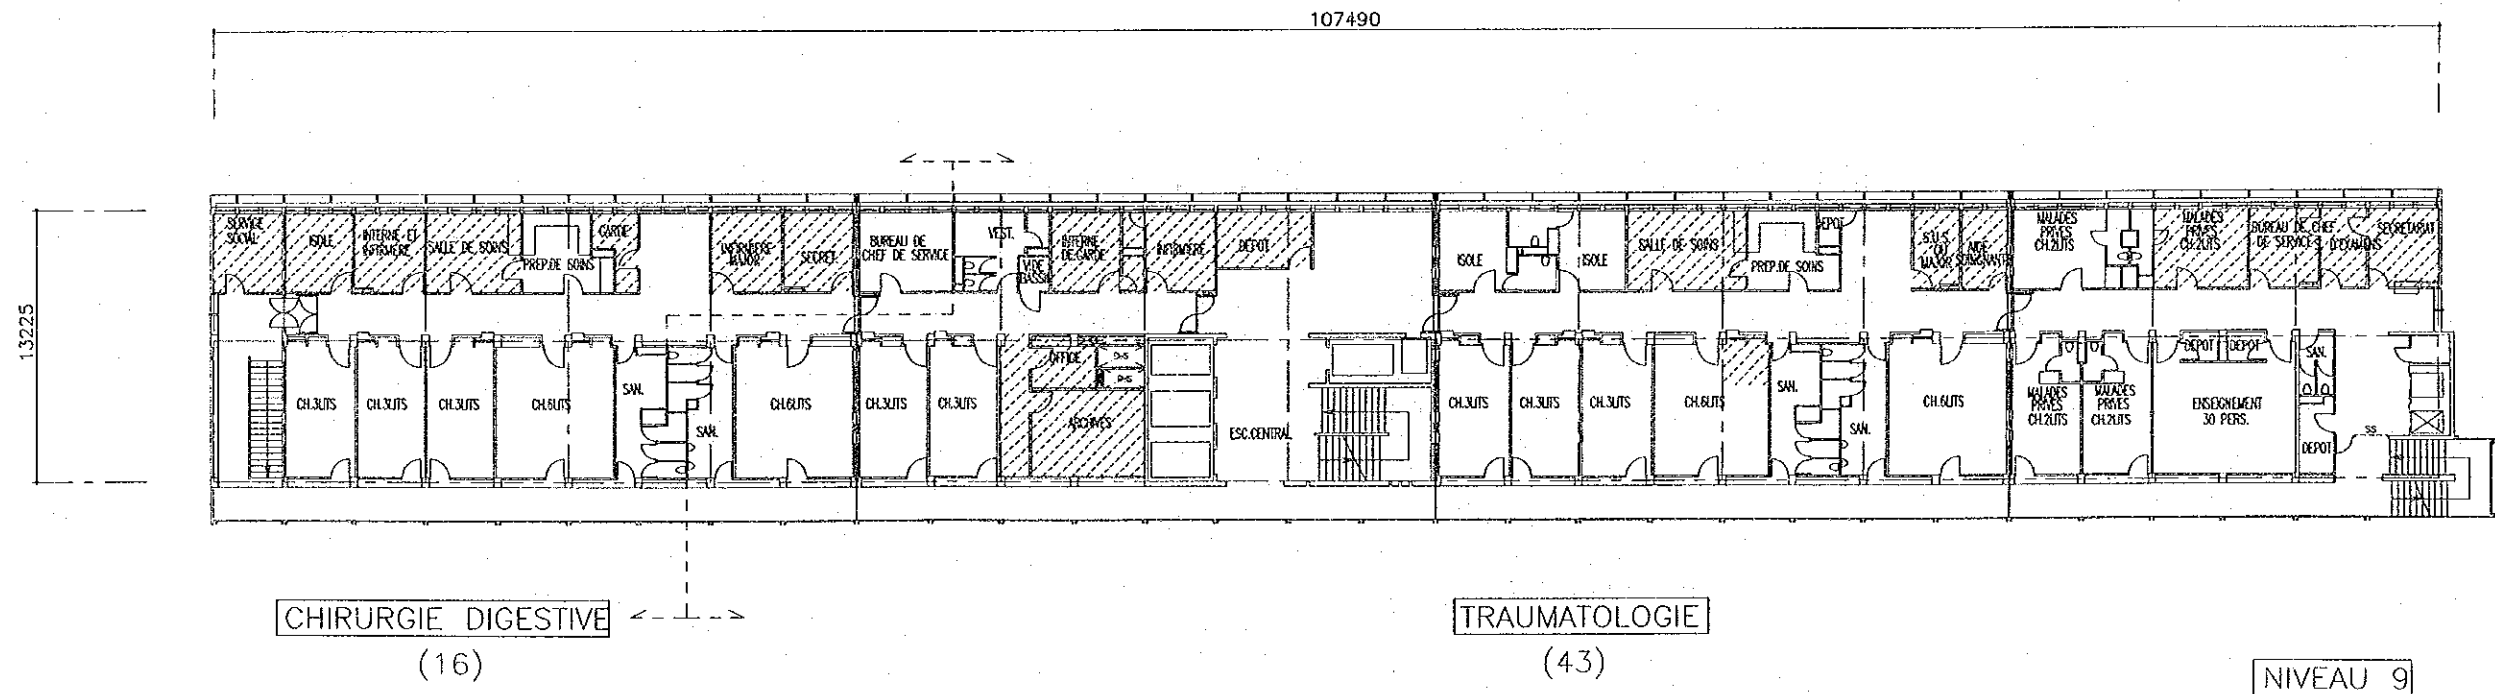 107490
13225
SERVICE
SOCIAL
ISOLE
INTERNE ET
INFIRMIERE
SALLE DE SOINS
PREP.DE SOINS
GARDE
INFIRMIERE
MAJOR
SECRET.
BUREAU DE
CHEF DE SERVICE
VEST.
VIDE
BASSIN
INTERNE
DE GARDE
INFIRMIERE
DEPOT
ISOLE
ISOLE
SALLE DE SOINS
PREP.DE SOINS
DEPOT
MAJOR
AIDE
SOIGNANT
MALADES
PRIVES
CH.2LITS
MALADES
PRIVES
CH.2LITS
BUREAU DE CHEF
DE SERVICE
D'EXAMENS
SECRETARIAT
CH.3LITS
CH.3LITS
CH.3LITS
CH.6LITS
SAN.
SAN.
CH.6LITS
CH.3LITS
CH.3LITS
OFFICE
D-S
D-S
ARCHIVES
ESC.CENTRAL
CH.3LITS
CH.3LITS
CH.3LITS
CH.6LITS
SAN.
SAN.
CH.6LITS
MALADES
PRIVES
CH.2LITS
MALADES
PRIVES
CH.2LITS
DEPOT
DEPOT
ENSEIGNEMENT
30 PERS.
SAN.
DEPOT
SS
CHIRURGIE DIGESTIVE
(16)
TRAUMATOLOGIE
(43)
NIVEAU 9